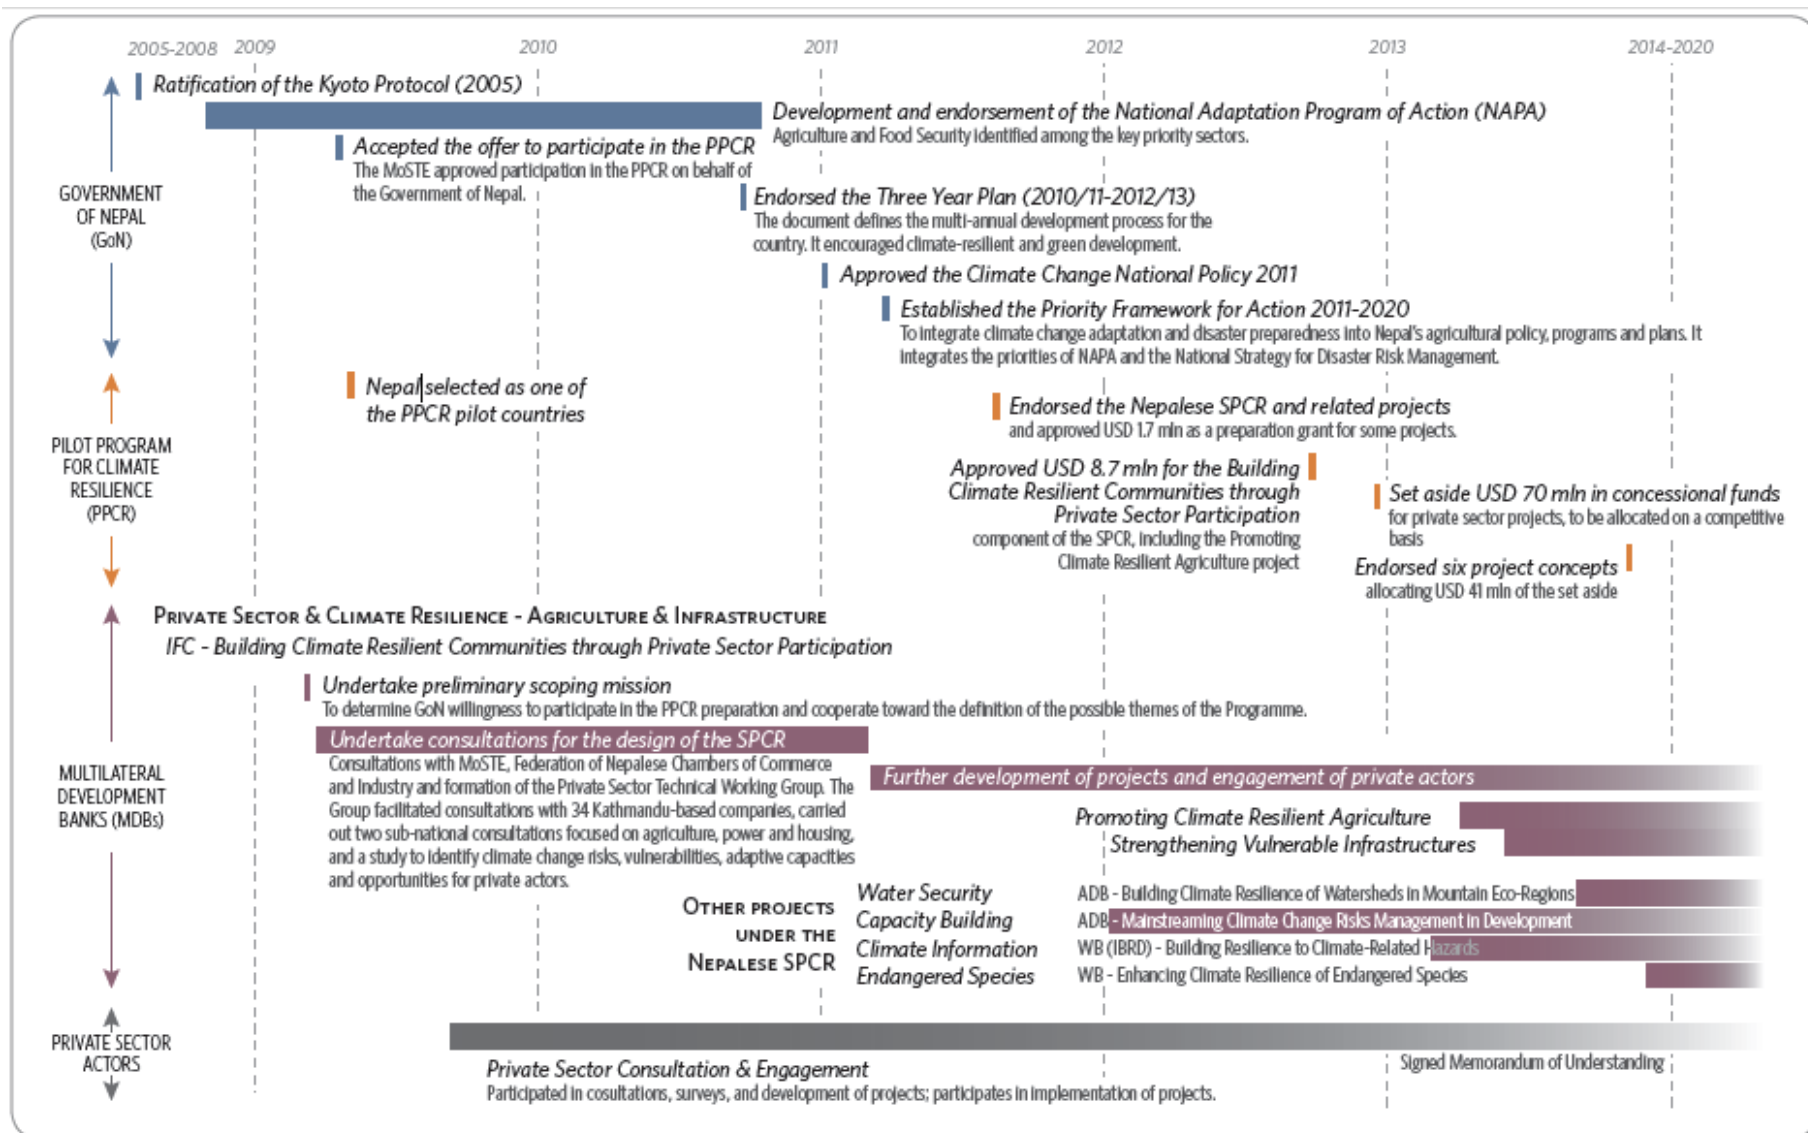 2005-2008 2009 2010 2011 2012 2013 2014-2020
Ratification of the Kyoto Protocol (2005)
Development and endorsement of the National Adaptation Program of Action (NAPA)
Agriculture and Food Security identified among the key priority sectors.
Accepted the offer to participate in the PPCR
The MoSTE approved participation in the PPCR on behalf of
the Government of Nepal.
GOVERNMENT
OF NEPAL
(GoN)
Endorsed the Three Year Plan (2010/11-2012/13)
The document defines the multi-annual development process for the
country. It encouraged climate-resilient and green development.
Approved the Climate Change National Policy 2011
Established the Priority Framework for Action 2011-2020
To integrate climate change adaptation and disaster preparedness into Nepal's agricultural policy, programs and plans. It
integrates the priorities of NAPA and the National Strategy for Disaster Risk Management.
PILOT PROGRAM
FOR CLIMATE
RESILIENCE
(PPCR)
Nepal selected as one of
the PPCR pilot countries
Endorsed the Nepalese SPCR and related projects
and approved USD 1.7 mln as a preparation grant for some projects.
Approved USD 8.7 mln for the Building
Climate Resilient Communities through
Private Sector Participation
component of the SPCR, including the Promoting
Climate Resilient Agriculture project
Set aside USD 70 mln in concessional funds
for private sector projects, to be allocated on a competitive
basis
Endorsed six project concepts
allocating USD 41 mln of the set aside
PRIVATE SECTOR & CLIMATE RESILIENCE - AGRICULTURE & INFRASTRUCTURE
IFC - Building Climate Resilient Communities through Private Sector Participation
MULTILATERAL
DEVELOPMENT
BANKS (MDBs)
Undertake preliminary scoping mission
To determine GoN willingness to participate in the PPCR preparation and cooperate toward the definition of the possible themes of the Programme.
Undertake consultations for the design of the SPCR
Consultations with MoSTE, Federation of Nepalese Chambers of Commerce
and Industry and formation of the Private Sector Technical Working Group. The
Group facilitated consultations with 34 Kathmandu-based companies, carried
out two sub-national consultations focused on agriculture, power and housing,
and a study to identify climate change risks, vulnerabilities, adaptive capacities
and opportunities for private actors.
Further development of projects and engagement of private actors
Promoting Climate Resilient Agriculture
Strengthening Vulnerable Infrastructures
OTHER PROJECTS
UNDER THE
NEPALESE SPCR
Water Security ADB - Building Climate Resilience of Watersheds in Mountain Eco-Regions
Capacity Building ADB - Mainstreaming Climate Change Risks Management in Development
Climate Information WB (IBRD) - Building Resilience to Climate-Related Hazards
Endangered Species WB - Enhancing Climate Resilience of Endangered Species
PRIVATE SECTOR
ACTORS
Private Sector Consultation & Engagement
Participated in cosultations, surveys, and development of projects; participates in implementation of projects.
Signed Memorandum of Understanding